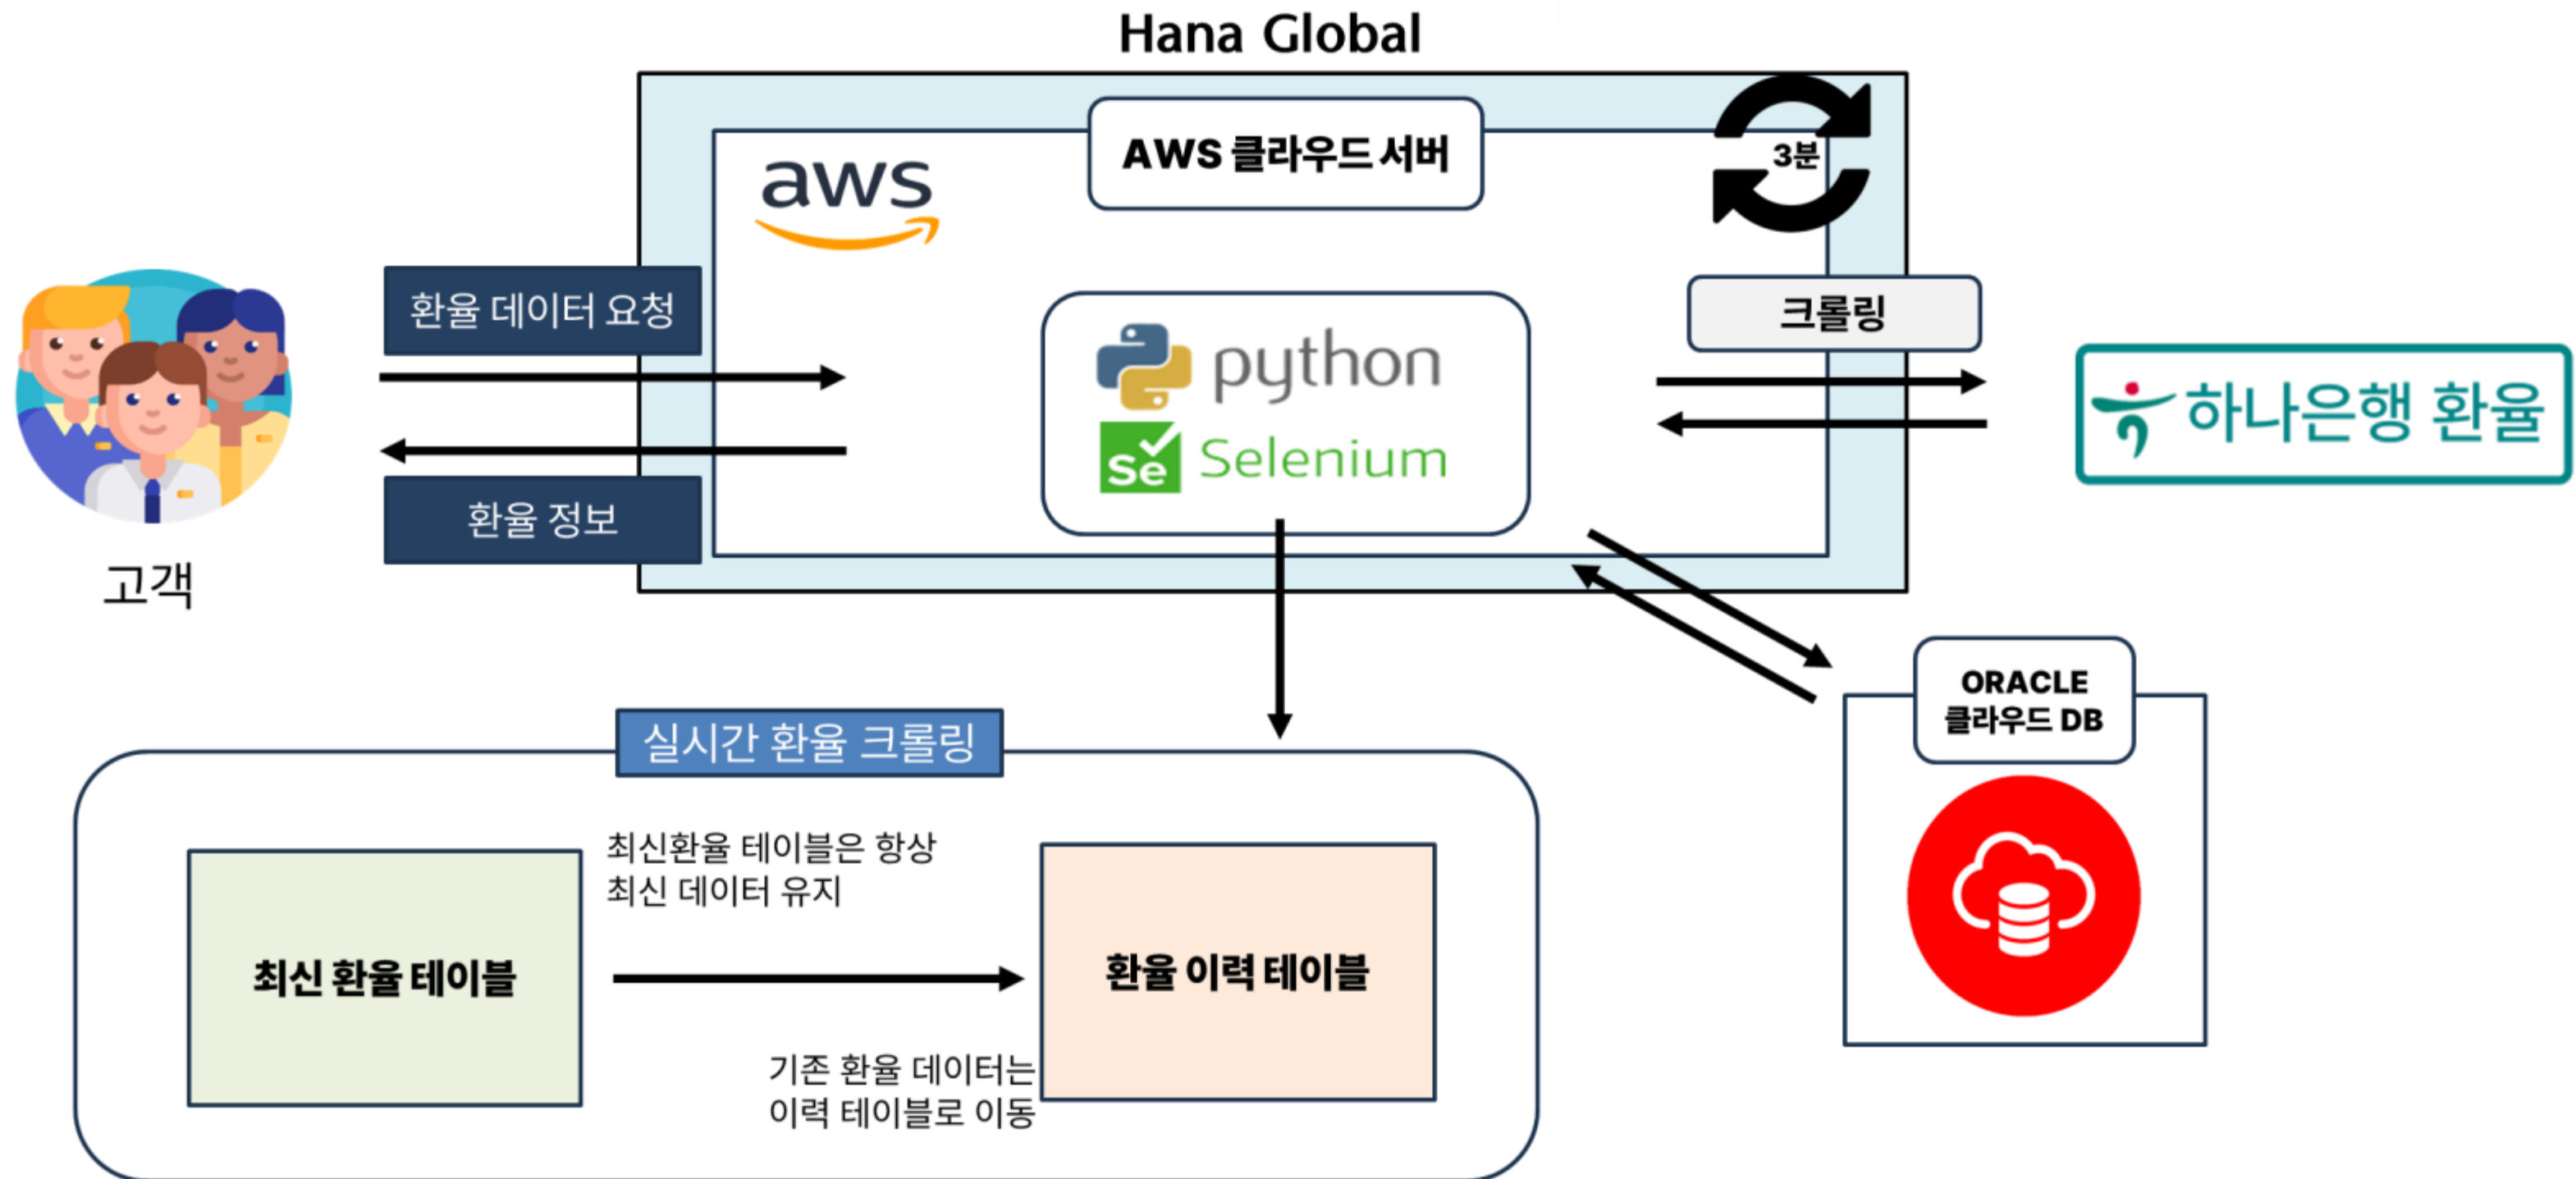 Hana Global
AWS 클라우드 서버
3분
aws
환율 데이터 요청
크롤링
python
하나은행 환율
Se
Selenium
환율 정보
고객
ORACLE
클라우드 DB
실시간 환율 크롤링
최신환율 테이블은 항상
최신 데이터 유지
최신 환율 테이블
환율 이력 테이블
기존 환율 데이터는
이력 테이블로 이동